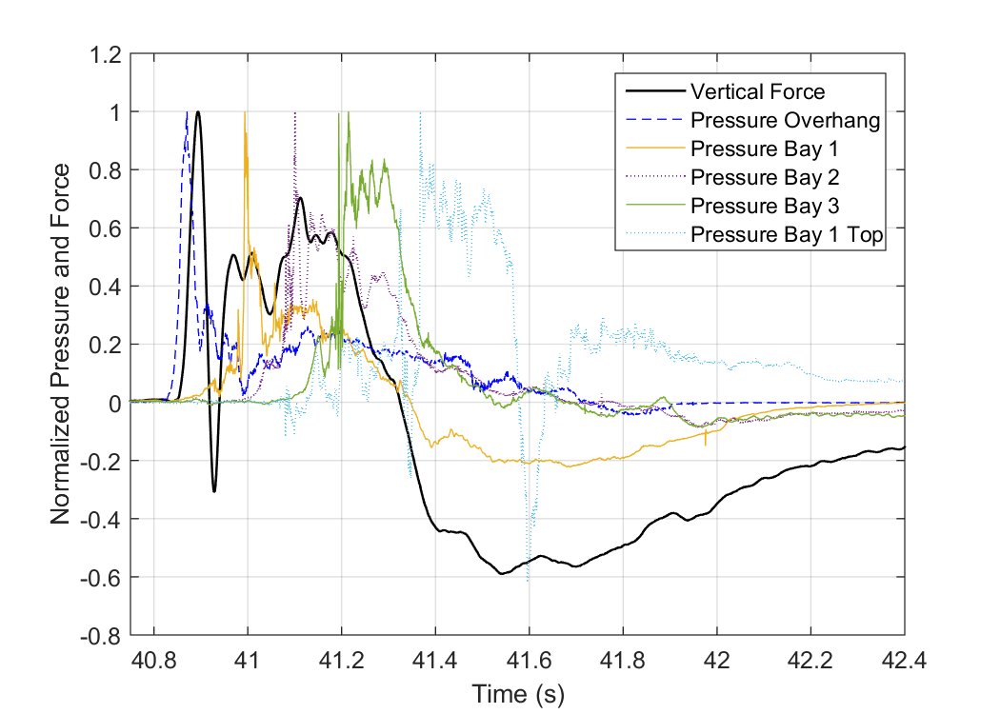 1.2
1
0.8
0.6
0.4
0.2
0
-0.2
-0.4
-0.6
-0.8
Normalized Pressure and Force
Vertical Force
Pressure Overhang
Pressure Bay 1
Pressure Bay 2
Pressure Bay 3
Pressure Bay 1 Top
40.8 41 41.2 41.4 41.6 41.8 42 42.2 42.4
Time (s)